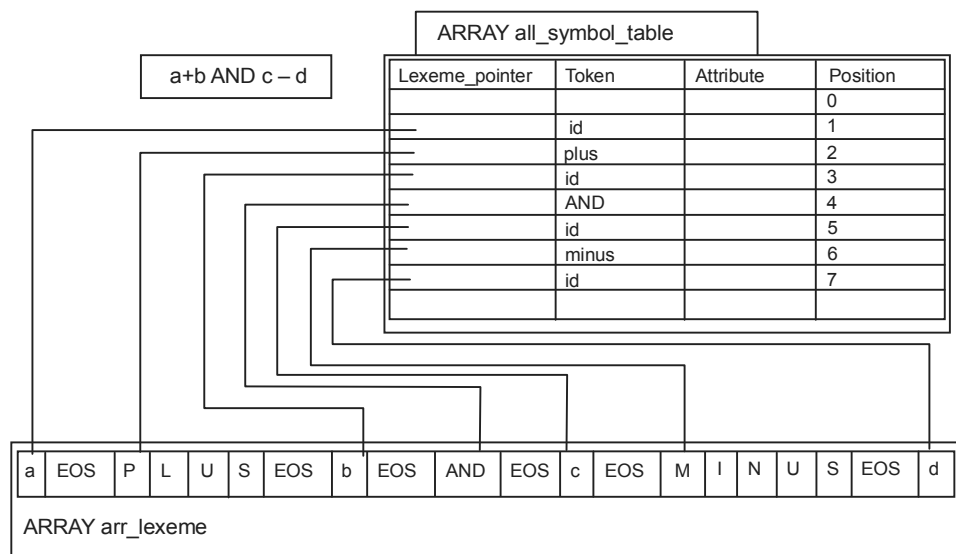 ARRAY all_symbol_table
a+b AND c – d
Lexeme_pointer Token Attribute Position
0
id 1
plus 2
id 3
AND 4
id 5
minus 6
id 7
a EOS P L U S EOS b EOS AND EOS c EOS M I N U S EOS d
ARRAY arr_lexeme